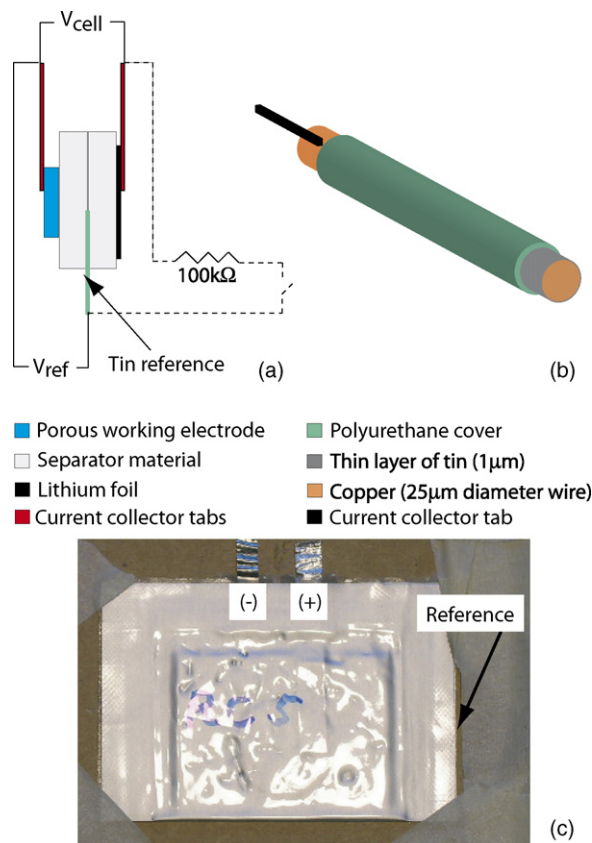 Vcell
100kΩ
Vref
Tin reference
(a)
(b)
Porous working electrode
Separator material
Lithium foil
Current collector tabs
Polyurethane cover
Thin layer of tin (1μm)
Copper (25μm diameter wire)
Current collector tab
(-)
(+)
Reference
(c)